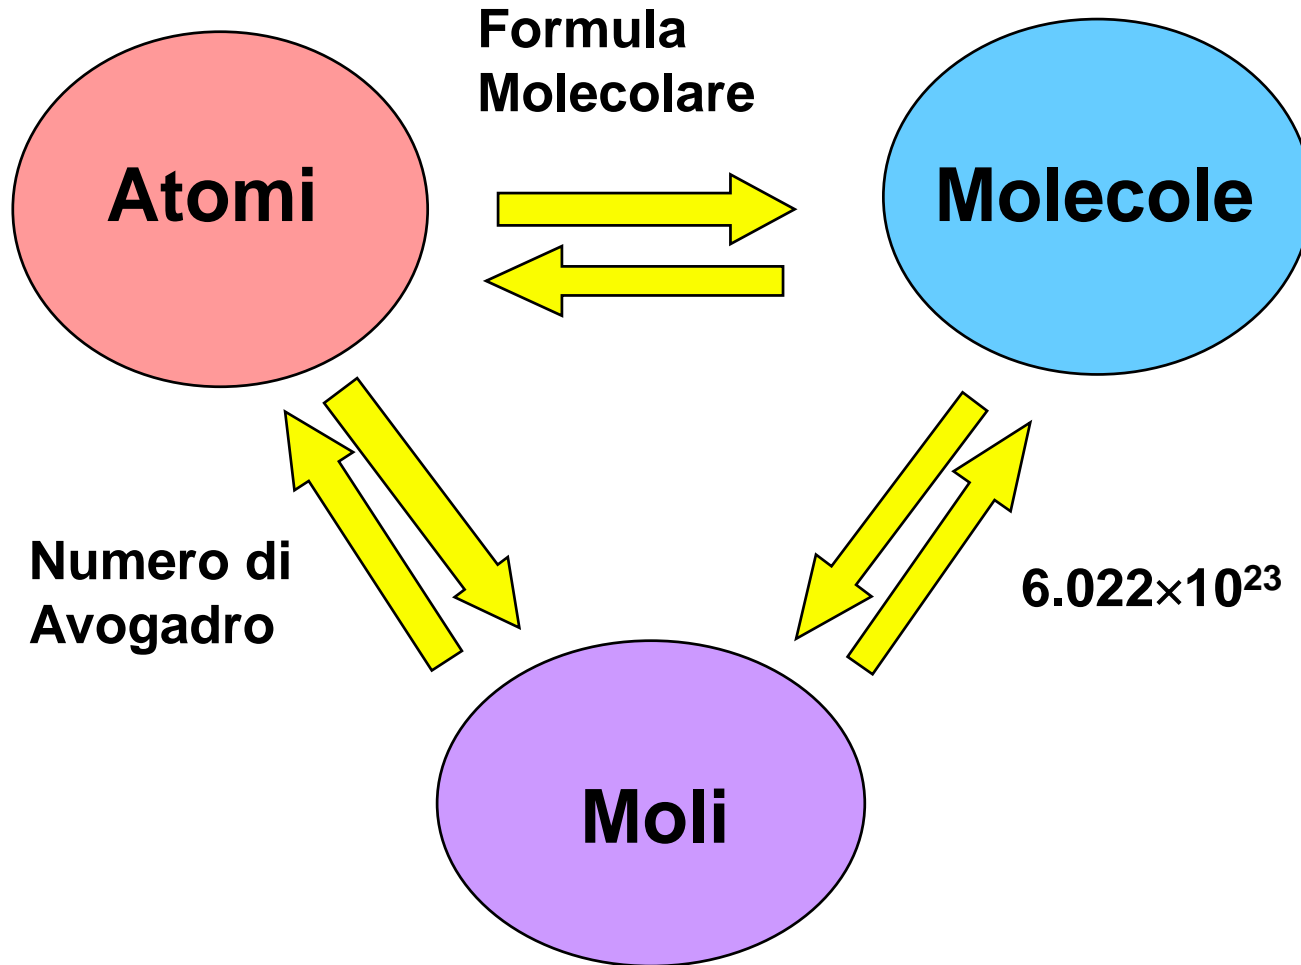 Formula
Molecolare
Atomi
Molecole
Numero di
Avogadro
6.022×10²³
Moli